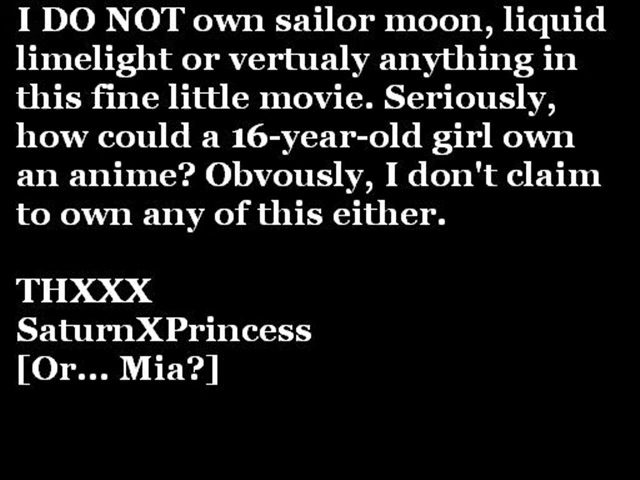 I DO NOT own sailor moon, liquid
limelight or vertualy anything in
this fine little movie. Seriously,
how could a 16-year-old girl own
an anime? Obvously, I don't claim
to own any of this either.
THXXX
SaturnXPrincess
[Or... Mia?]